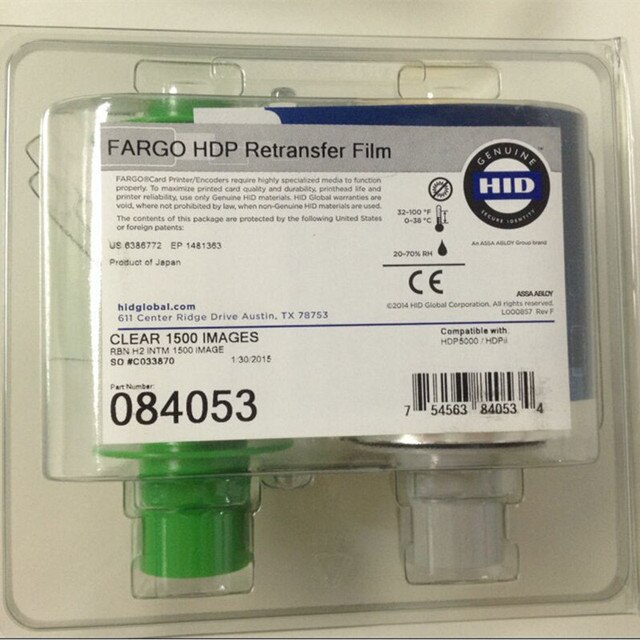 FARGO HDP Retransfer Film
FARGO®Card Printer/Encoders require highly specialized media to function
properly. To maximize printed card quality and durability, printhead life and
printer reliability, use only Genuine HID materials. HID Global warranties are
void, where not prohibited by law, when non-Genuine HID materials are used.
The contents of this package are protected by the following United States
or foreign patents:
US 6386772 EP 1481363
Product of Japan
hidglobal.com
611 Center Ridge Drive Austin, TX 78753
GENUINE
HID
SECURE IDENTITY
™
An ASSA ABLOY Group brand
32-100 °F
0-38 °C
20-70% RH
CE
ASSA ABLOY
©2014 HID Global Corporation. All rights reserved.
L000857 Rev F
CLEAR 1500 IMAGES
RBN H2 INTM 1500 IMAGE
SO #C033870 1/30/2015
Compatible with:
HDP5000 / HDPii
Part Number:
084053
7 54563 84053 4